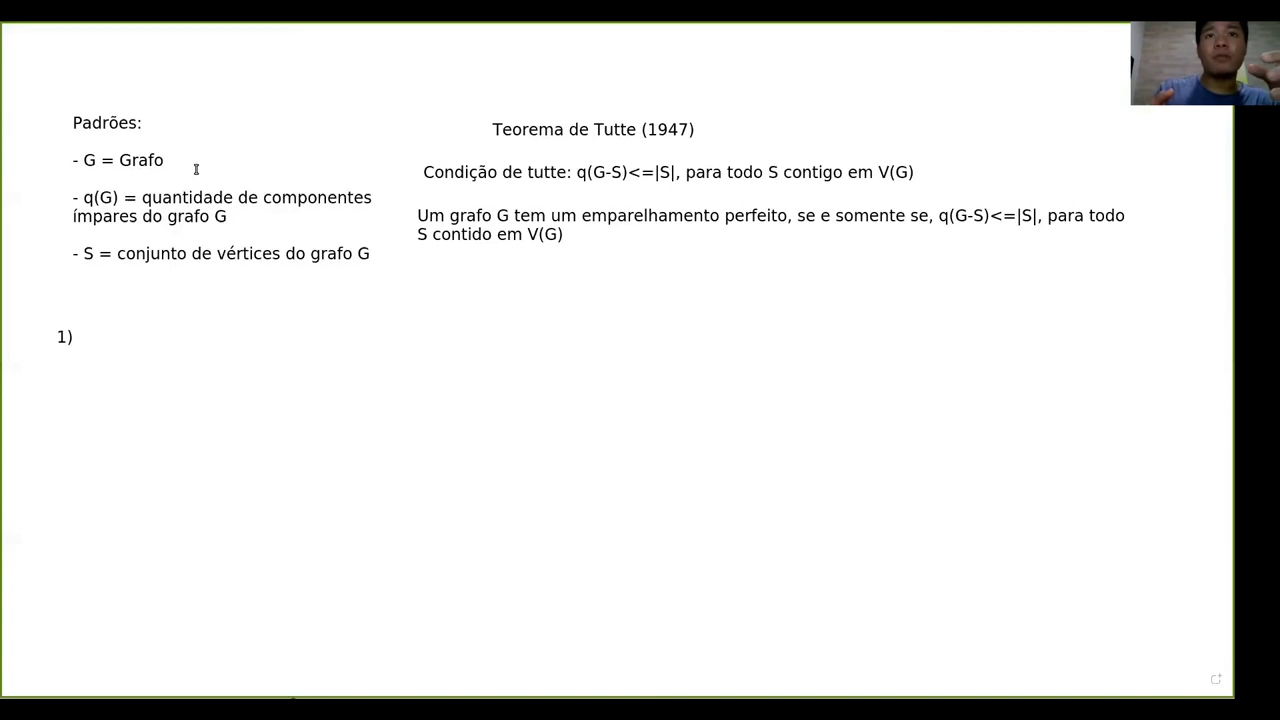 Padrões:
- G = Grafo
- q(G) = quantidade de componentes
ímpares do grafo G
- S = conjunto de vértices do grafo G
Teorema de Tutte (1947)
Condição de tutte: q(G-S)<=|S|, para todo S contigo em V(G)
Um grafo G tem um emparelhamento perfeito, se e somente se, q(G-S)<=|S|, para todo
S contido em V(G)
1)